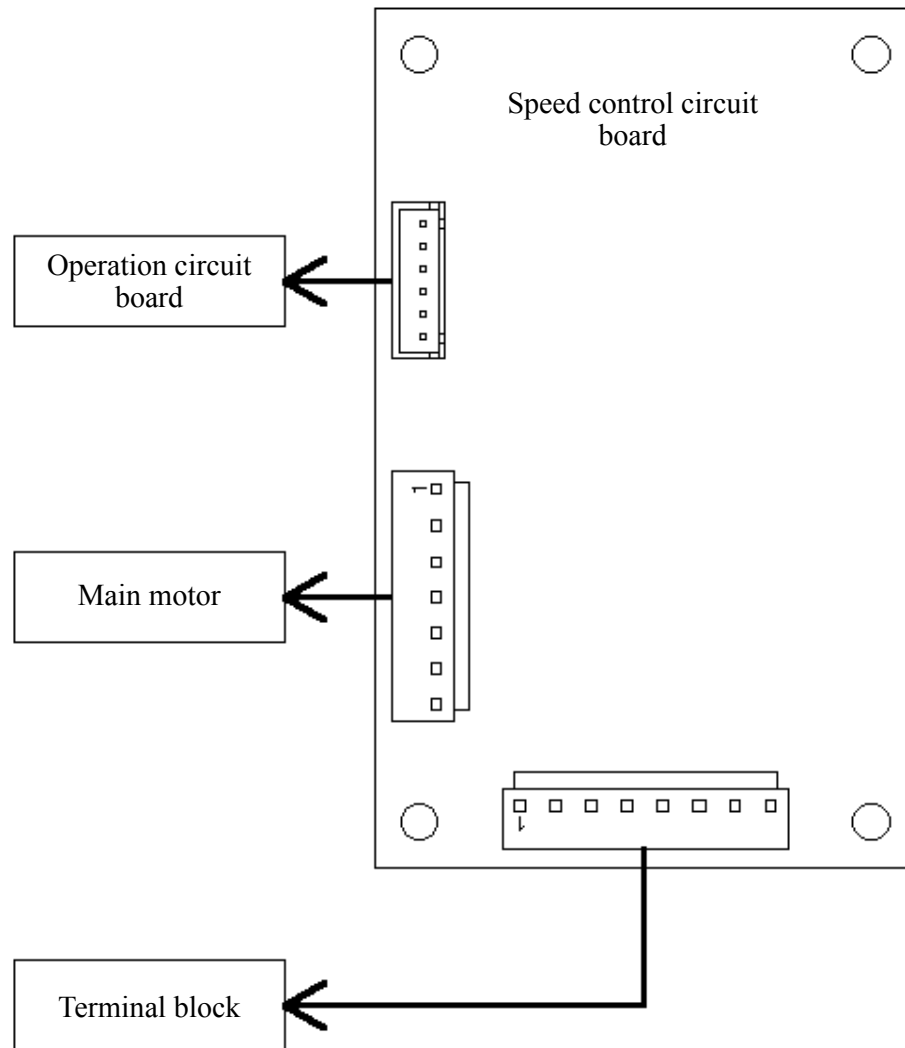 Speed control circuit
board
Operation circuit
board
1
Main motor
1
Terminal block